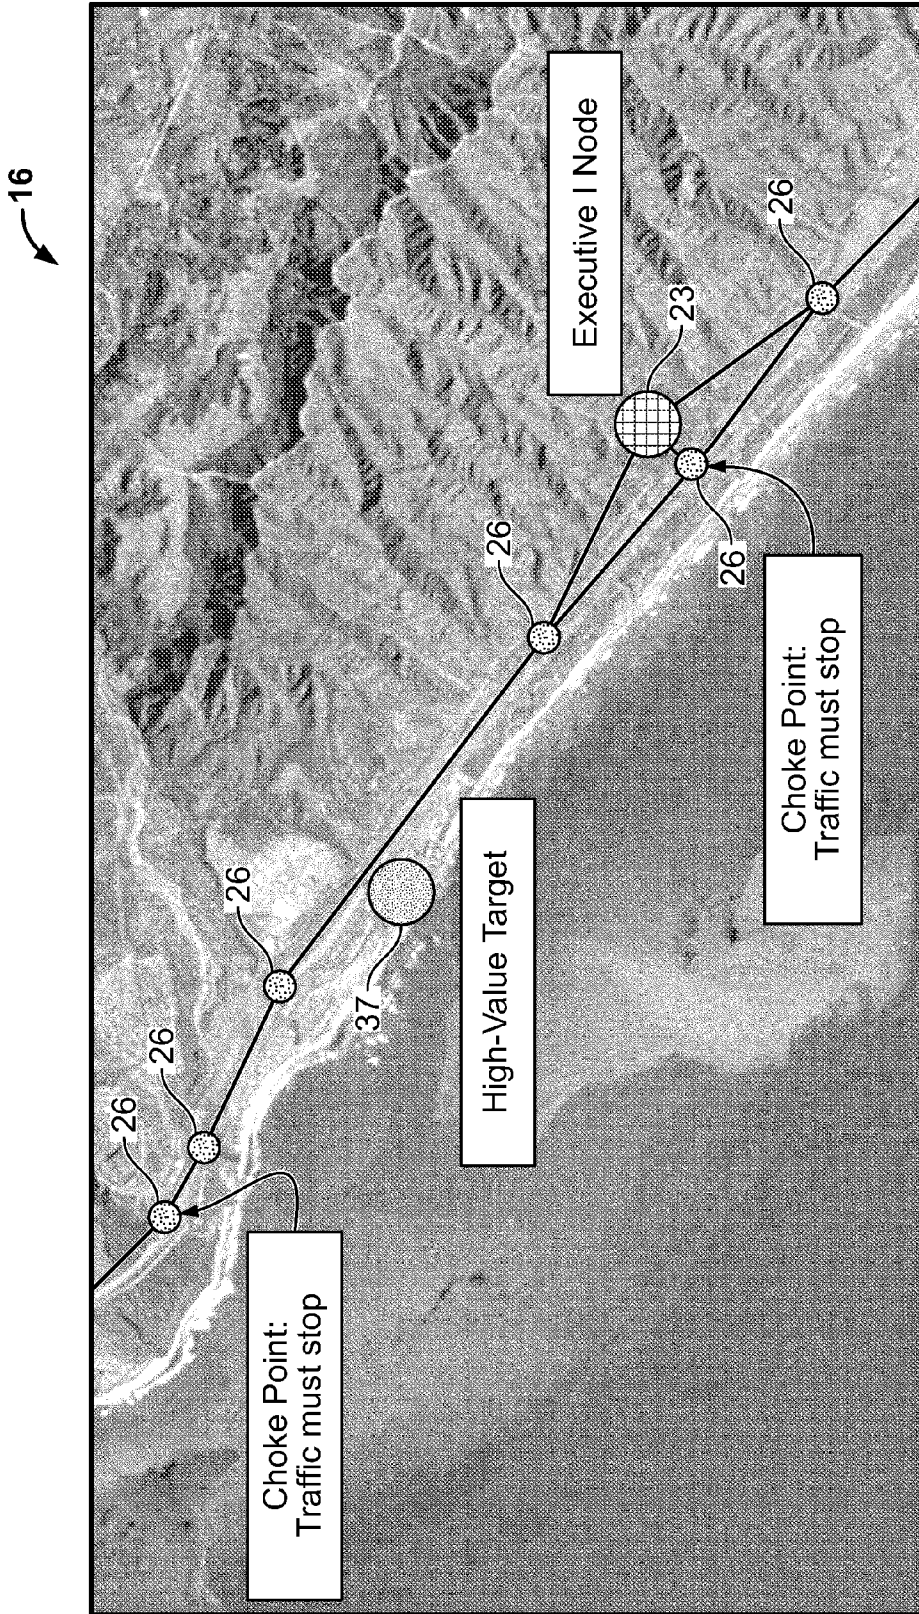 16
26
26
26
Choke Point:
Traffic must stop
37
High-Value Target
26
Executive I Node
23
26
26
Choke Point:
Traffic must stop